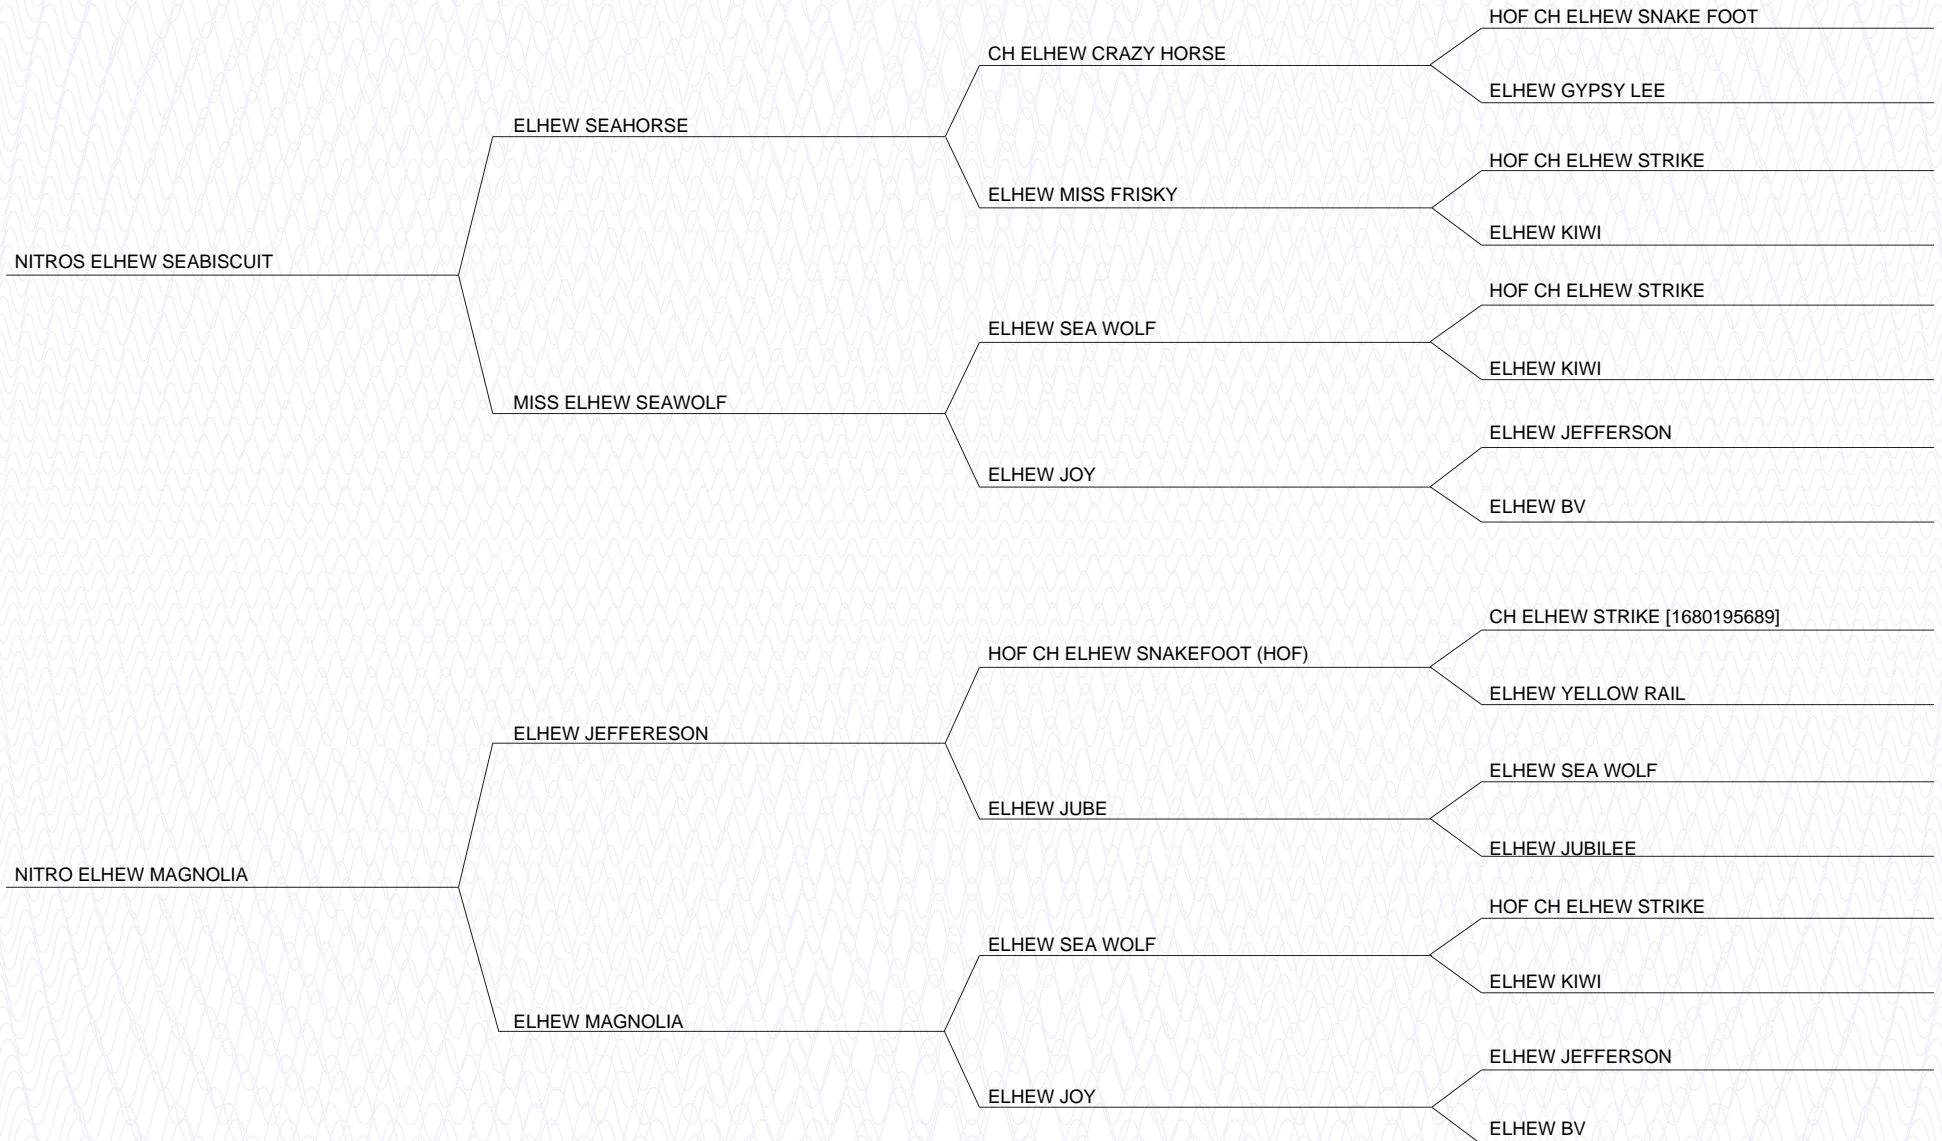 HOF CH ELHEW SNAKE FOOT
CH ELHEW CRAZY HORSE
ELHEW GYPSY LEE
ELHEW SEAHORSE
HOF CH ELHEW STRIKE
ELHEW MISS FRISKY
ELHEW KIWI
NITROS ELHEW SEABISCUIT
HOF CH ELHEW STRIKE
ELHEW SEA WOLF
ELHEW KIWI
MISS ELHEW SEAWOLF
ELHEW JEFFERSON
ELHEW JOY
ELHEW BV
CH ELHEW STRIKE [1680195689]
HOF CH ELHEW SNAKEFOOT (HOF)
ELHEW YELLOW RAIL
ELHEW JEFFERESON
ELHEW SEA WOLF
ELHEW JUBE
ELHEW JUBILEE
NITRO ELHEW MAGNOLIA
HOF CH ELHEW STRIKE
ELHEW SEA WOLF
ELHEW KIWI
ELHEW MAGNOLIA
ELHEW JEFFERSON
ELHEW JOY
ELHEW BV